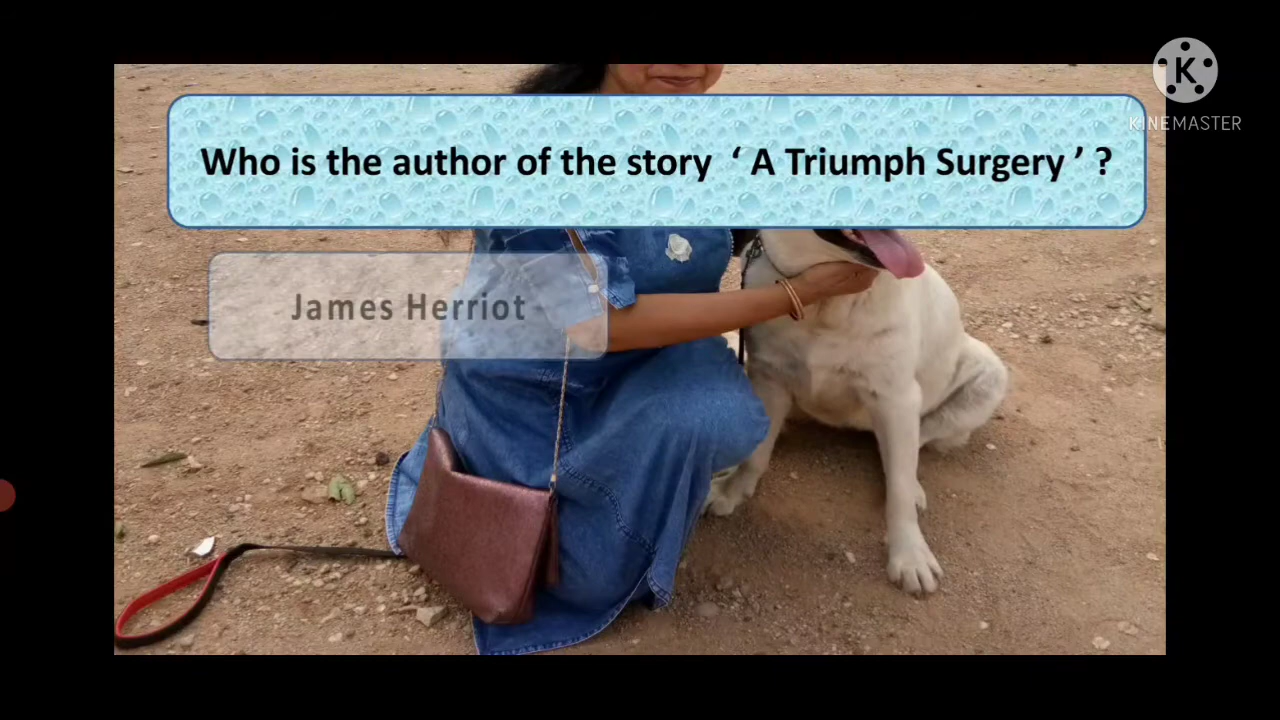 Who is the author of the story ‘ A Triumph Surgery ’ ?
James Herriot
K
KINEMASTER